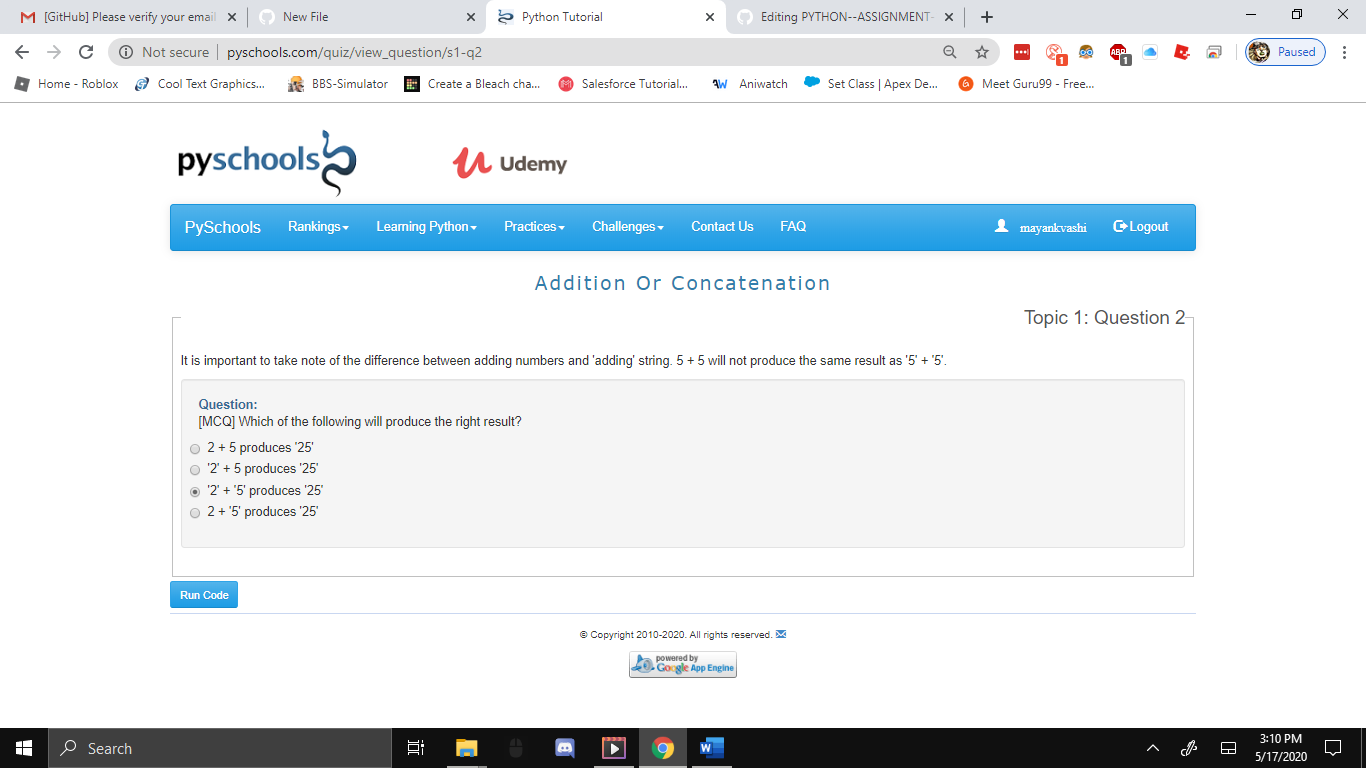 [GitHub] Please verify your email
New File
Python Tutorial
Editing PYTHON--ASSIGNMENT-
Not secure
pyschools.com/quiz/view_question/s1-q2
1
ABP
1
Paused
Home - Roblox
Cool Text Graphics...
BBS-Simulator
Create a Bleach cha...
Salesforce Tutorial...
Aniwatch
Set Class | Apex De...
Meet Guru99 - Free...
pyschools
Udemy
PySchools
Rankings
Learning Python
Practices
Challenges
Contact Us
FAQ
mayankvashi
Logout
Addition Or Concatenation
Topic 1: Question 2
It is important to take note of the difference between adding numbers and 'adding' string. 5 + 5 will not produce the same result as '5' + '5'.
Question:
[MCQ] Which of the following will produce the right result?
2 + 5 produces '25'
'2' + 5 produces '25'
'2' + '5' produces '25'
2 + '5' produces '25'
Run Code
© Copyright 2010-2020. All rights reserved.
powered by
Google App Engine
Search
3:10 PM
5/17/2020